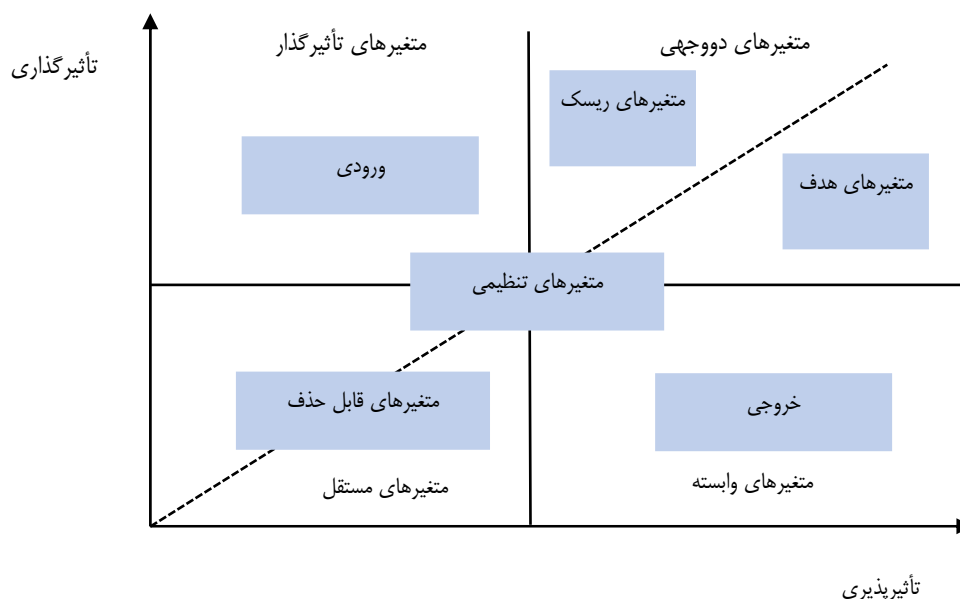 متغیرهای دووجهی
متغیرهای تأثیرگذار
تأثیرگذاری
متغیرهای ریسک
ورودی
متغیرهای هدف
متغیرهای تنظیمی
متغیرهای قابل حذف
خروجی
متغیرهای وابسته
متغیرهای مستقل
تأثیرپذیری